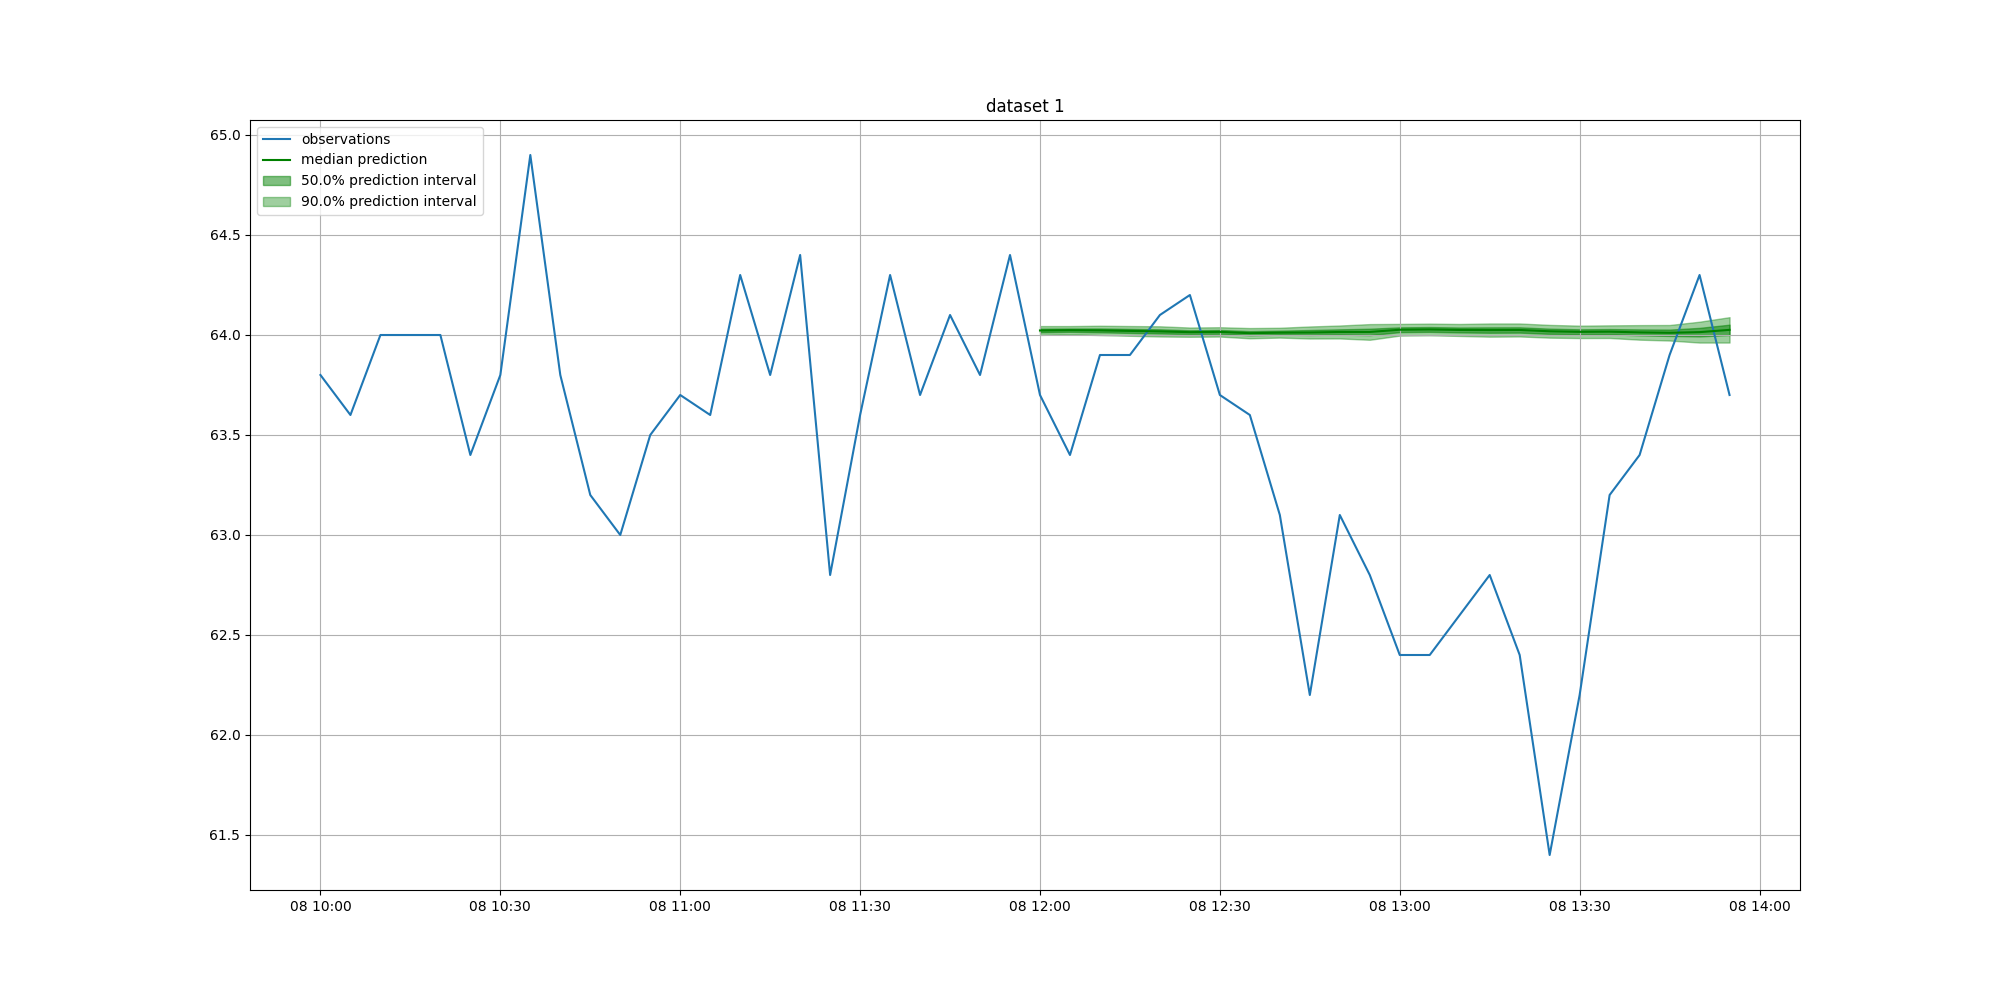 dataset 1
observations
median prediction
50.0% prediction interval
90.0% prediction interval
65.0
64.5
64.0
63.5
63.0
62.5
62.0
61.5
08 10:00 08 10:30 08 11:00 08 11:30 08 12:00 08 12:30 08 13:00 08 13:30 08 14:00